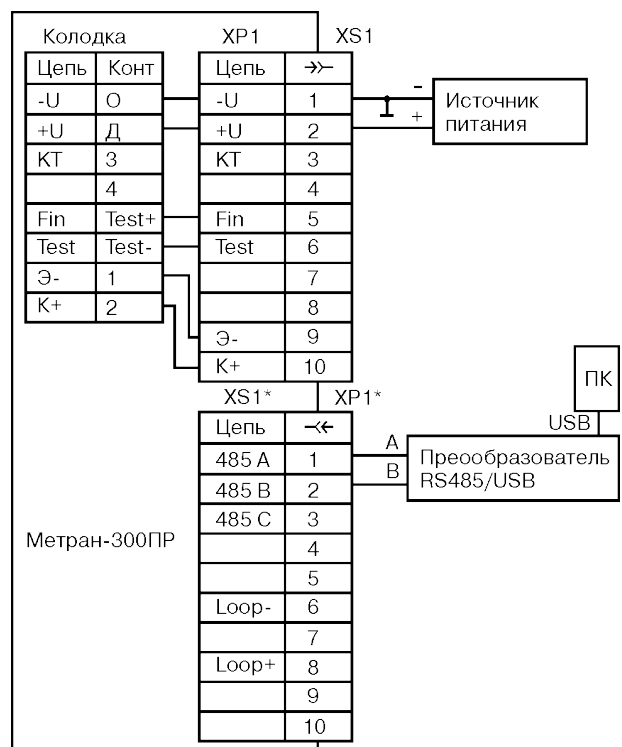 Колодка XP1 XS1
Цепь Конт Цепь
-U О -U 1 - Источник
+U Д +U 2 + питания
КТ 3 КТ 3
4 4
Fin Test+ Fin 5
Test Test- Test 6
Э- 1 7
К+ 2 8
Э- 9
К+ 10
ПК
XS1* XP1*
USB
Цепь
485 A 1 A Преообразователь
485 B 2 B RS485/USB
485 C 3
Метран-300ПР 4
5
Loop- 6
7
Loop+ 8
9
10